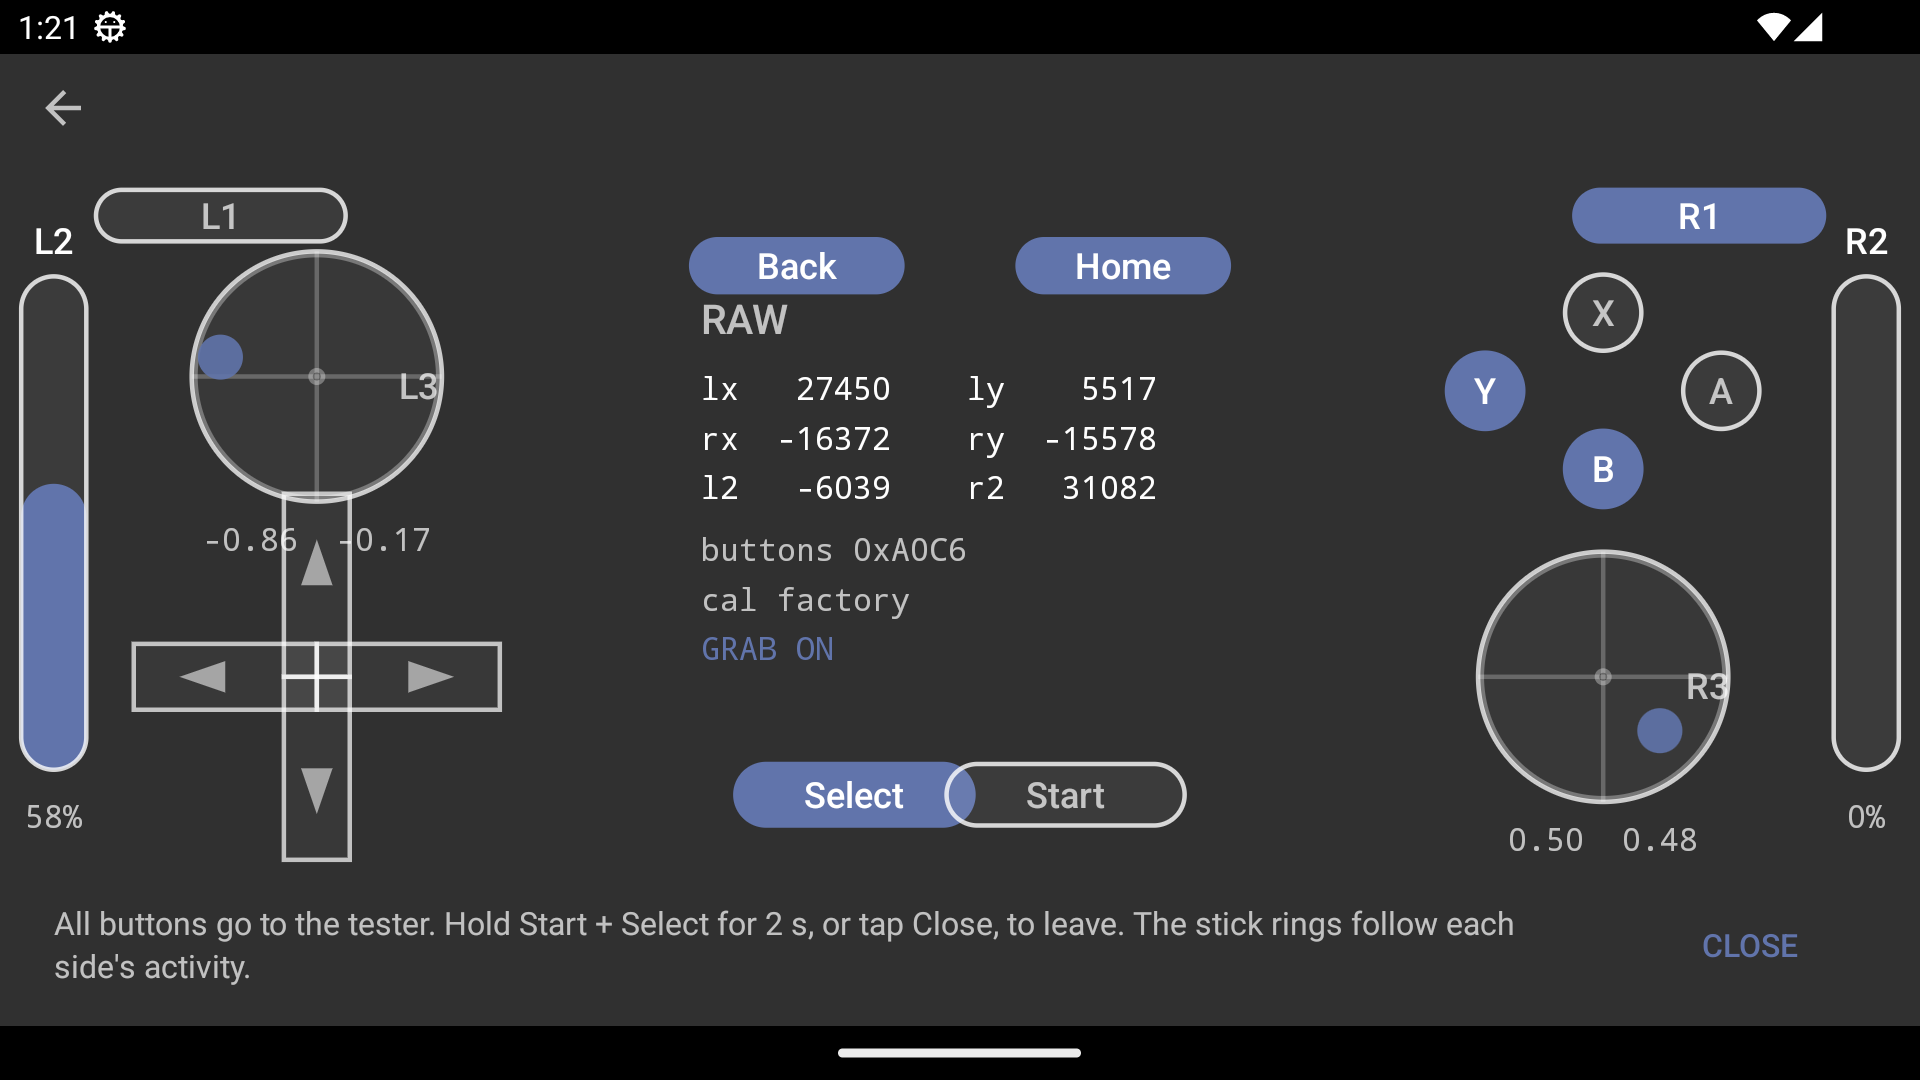 1:21
L1
R1
L2
R2
Back
Home
X
RAW
L3
Y
A
lx 27450 ly 5517
rx -16372 ry -15578
B
l2 -6039 r2 31082
-0.86 -0.17
buttons 0xA0C6
cal factory
GRAB ON
R3
Select
Start
58%
0%
0.50 0.48
All buttons go to the tester. Hold Start + Select for 2 s, or tap Close, to leave. The stick rings follow each
side's activity.
CLOSE